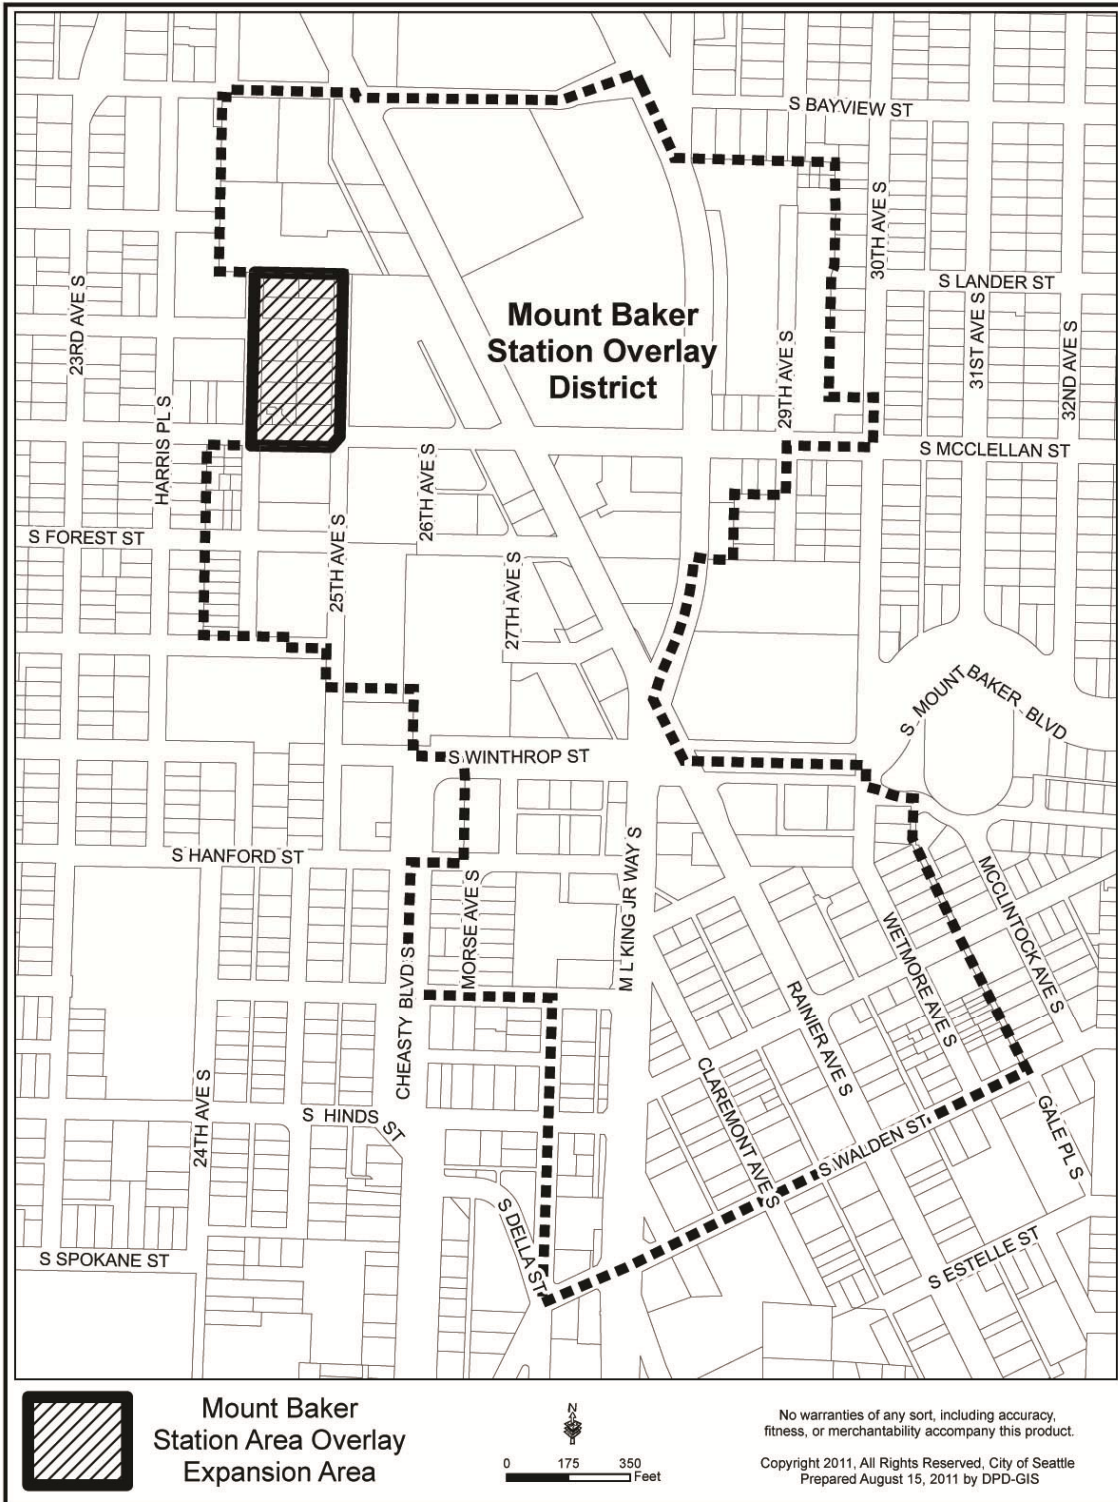 S BAYVIEW ST
30TH AVE S
S LANDER ST
23RD AVE S
31ST AVE S
32ND AVE S
Mount Baker
Station Overlay
District
29TH AVE S
HARRIS PL S
S MCCLELLAN ST
26TH AVE S
S FOREST ST
25TH AVE S
27TH AVE S
S MOUNT BAKER BLVD
S WINTHROP ST
S HANFORD ST
M L KING JR WAY S
MORSE AVE S
MCCLINTOCK AVE S
WETMORE AVE S
CHEASTY BLVD S
RAINIER AVE S
CLAREMONT AVE S
24TH AVE S
S HINDS ST
S WALDEN ST
GALE PL S
S DELLA ST
S ESTELLE ST
S SPOKANE ST
Mount Baker
Station Area Overlay
Expansion Area
N
0 175 350
Feet
No warranties of any sort, including accuracy,
fitness, or merchantability accompany this product.
Copyright 2011, All Rights Reserved, City of Seattle
Prepared August 15, 2011 by DPD-GIS